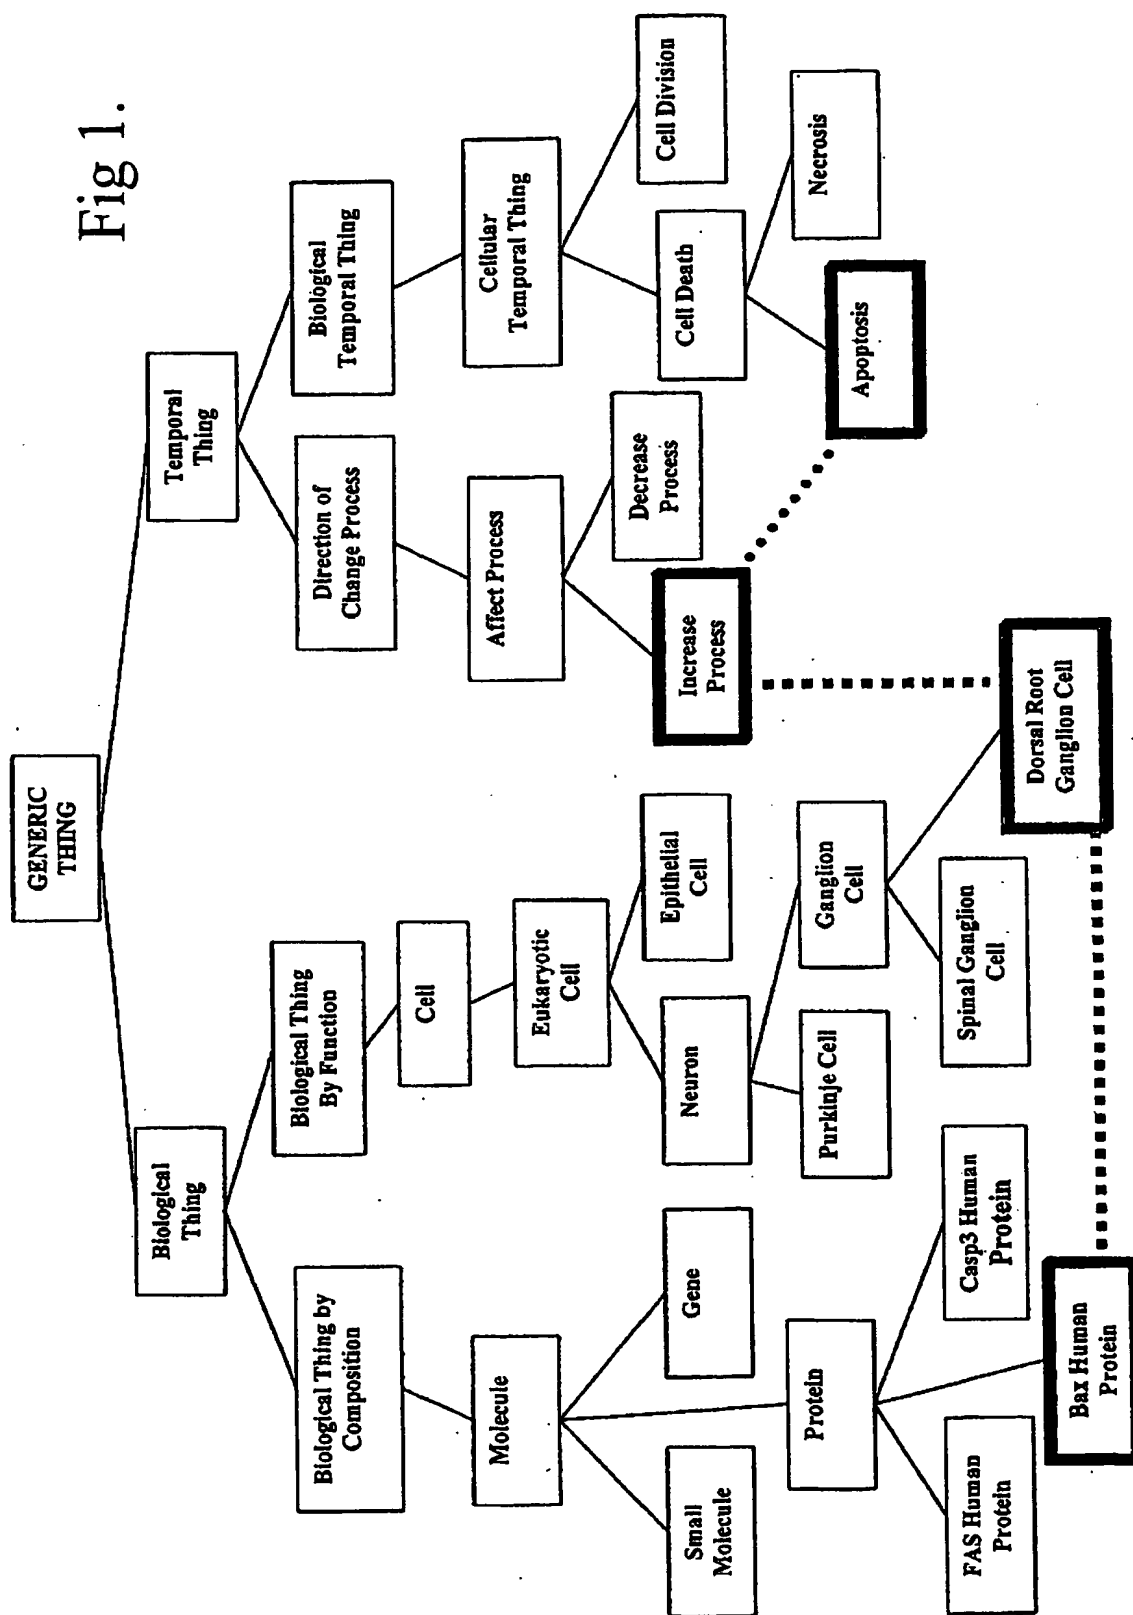 Fig 1.
GENERIC
THING
Biological
Thing
Temporal
Thing
Biological Thing by
Composition
Biological Thing
By Function
Direction of
Change Process
Biological
Temporal Thing
Molecule
Cell
Affect Process
Cellular
Temporal Thing
Small
Molecule
Gene
Eukaryotic
Cell
Increase
Process
Decrease
Process
Cell Death
Cell Division
Protein
Neuron
Epithelial
Cell
Apoptosis
Necrosis
FAS Human
Protein
Bax Human
Protein
Casp3 Human
Protein
Purkinje Cell
Ganglion
Cell
Spinal Ganglion
Cell
Dorsal Root
Ganglion Cell